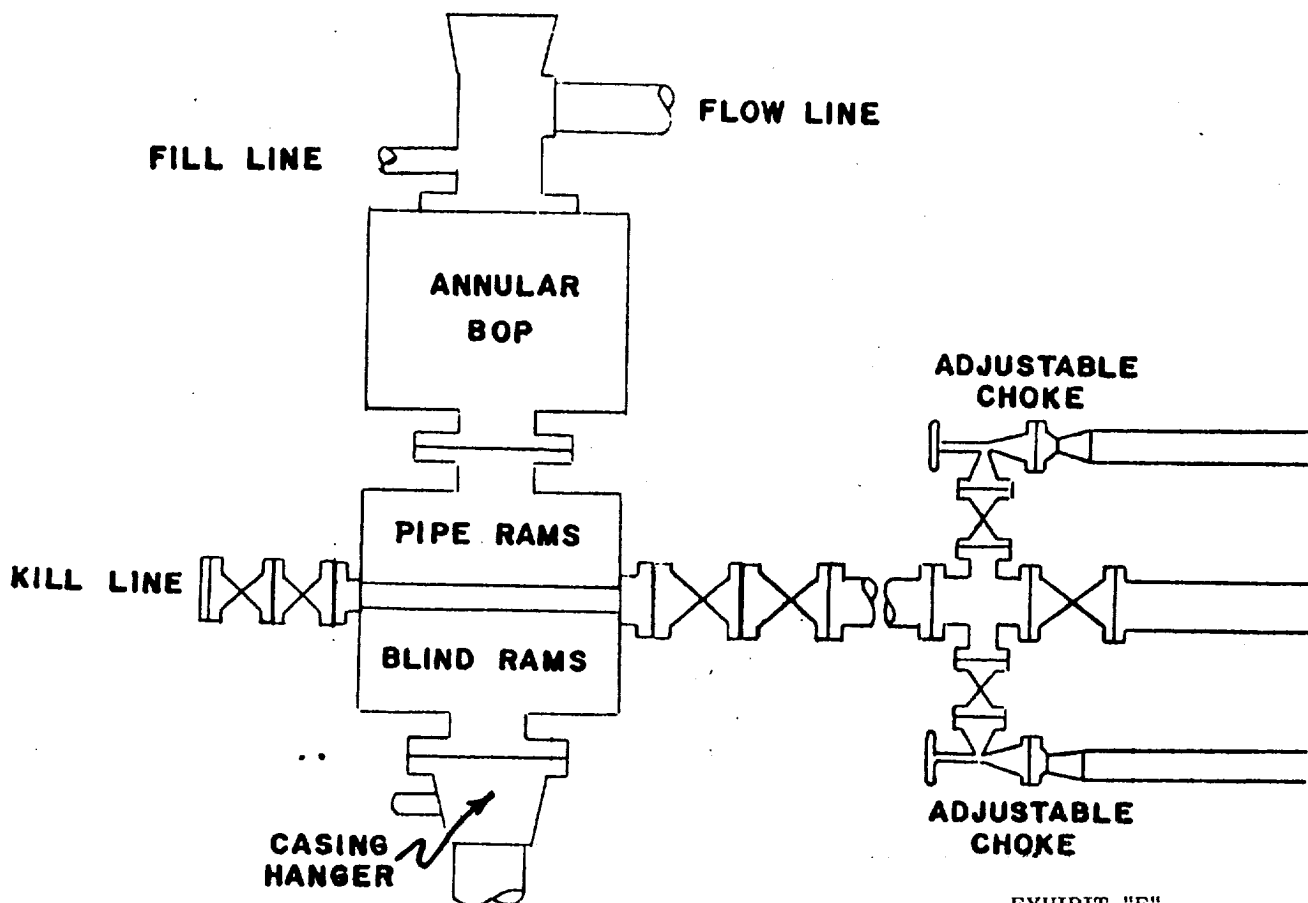 FLOW LINE
FILL LINE
ANNULAR
BOP
ADJUSTABLE
CHOKE
PIPE RAMS
KILL LINE
BLIND RAMS
ADJUSTABLE
CHOKE
CASING
HANGER